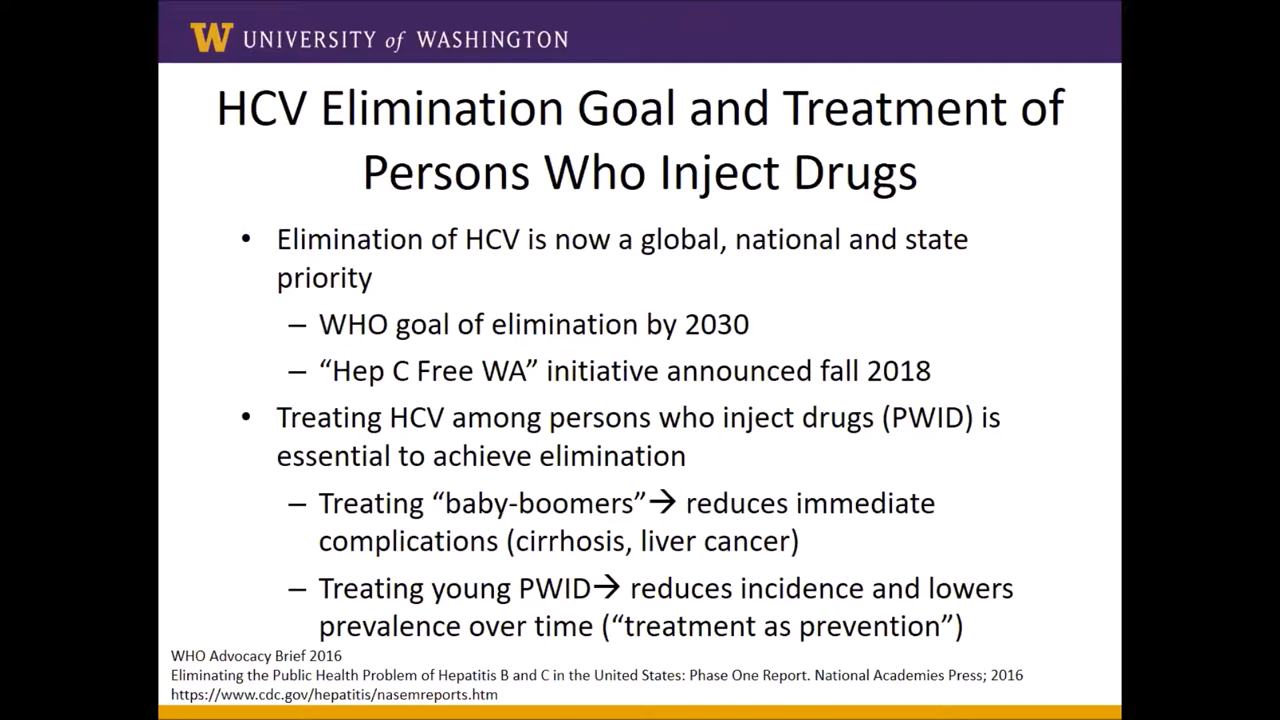 W UNIVERSITY of WASHINGTON
HCV Elimination Goal and Treatment of
Persons Who Inject Drugs
• Elimination of HCV is now a global, national and state
priority
– WHO goal of elimination by 2030
– “Hep C Free WA” initiative announced fall 2018
• Treating HCV among persons who inject drugs (PWID) is
essential to achieve elimination
– Treating “baby-boomers”→ reduces immediate
complications (cirrhosis, liver cancer)
– Treating young PWID→ reduces incidence and lowers
prevalence over time (“treatment as prevention”)
WHO Advocacy Brief 2016
Eliminating the Public Health Problem of Hepatitis B and C in the United States: Phase One Report. National Academies Press; 2016
https://www.cdc.gov/hepatitis/nasemreports.htm